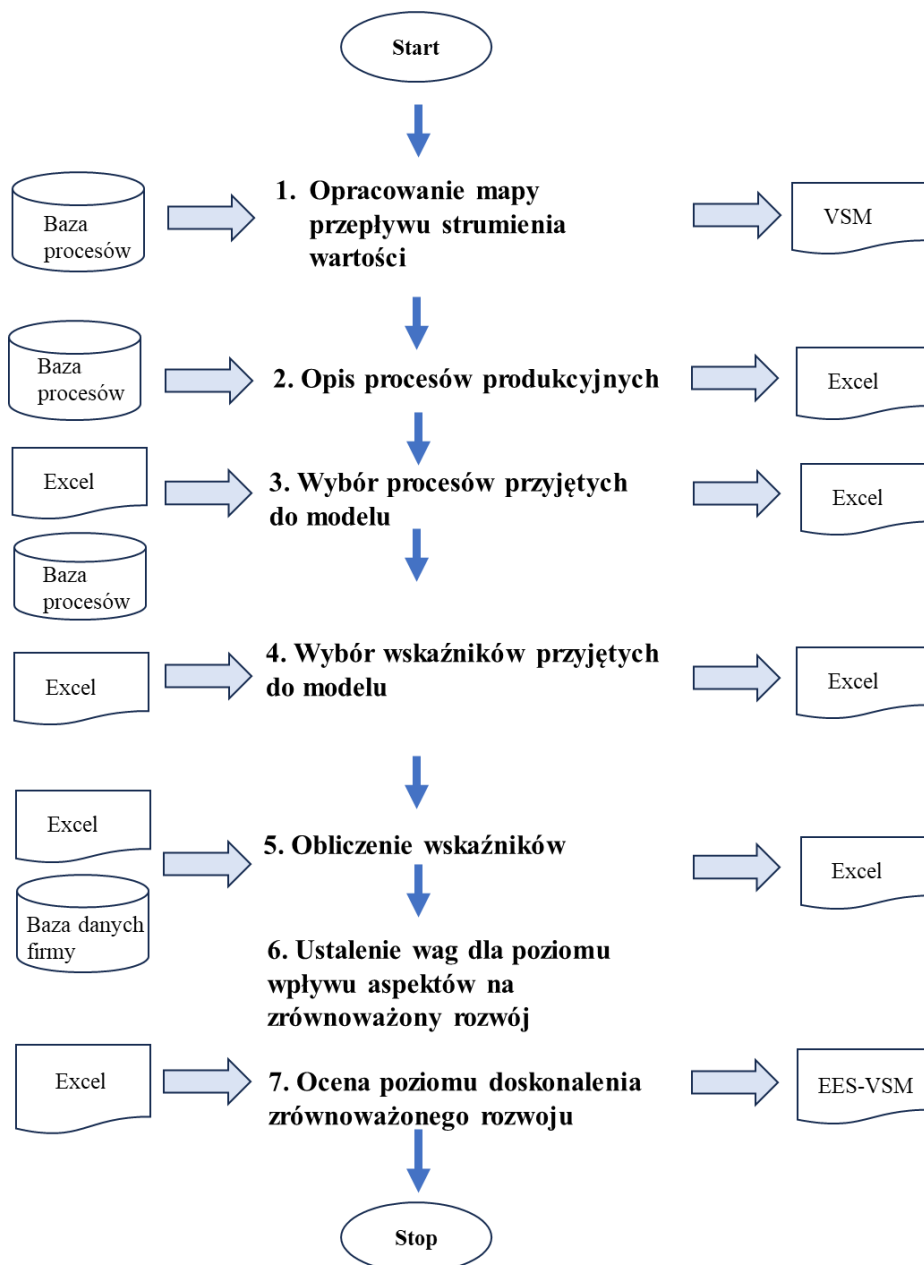 Start
Baza
procesów
1. Opracowanie mapy
przepływu strumienia
wartości
VSM
Baza
procesów
2. Opis procesów produkcyjnych
Excel
Excel
3. Wybór procesów przyjętych
do modelu
Excel
Baza
procesów
Excel
4. Wybór wskaźników przyjętych
do modelu
Excel
Excel
Baza danych
firmy
5. Obliczenie wskaźników
Excel
6. Ustalenie wag dla poziomu
wpływu aspektów na
zrównoważony rozwój
Excel
7. Ocena poziomu doskonalenia
zrównoważonego rozwoju
EES-VSM
Stop